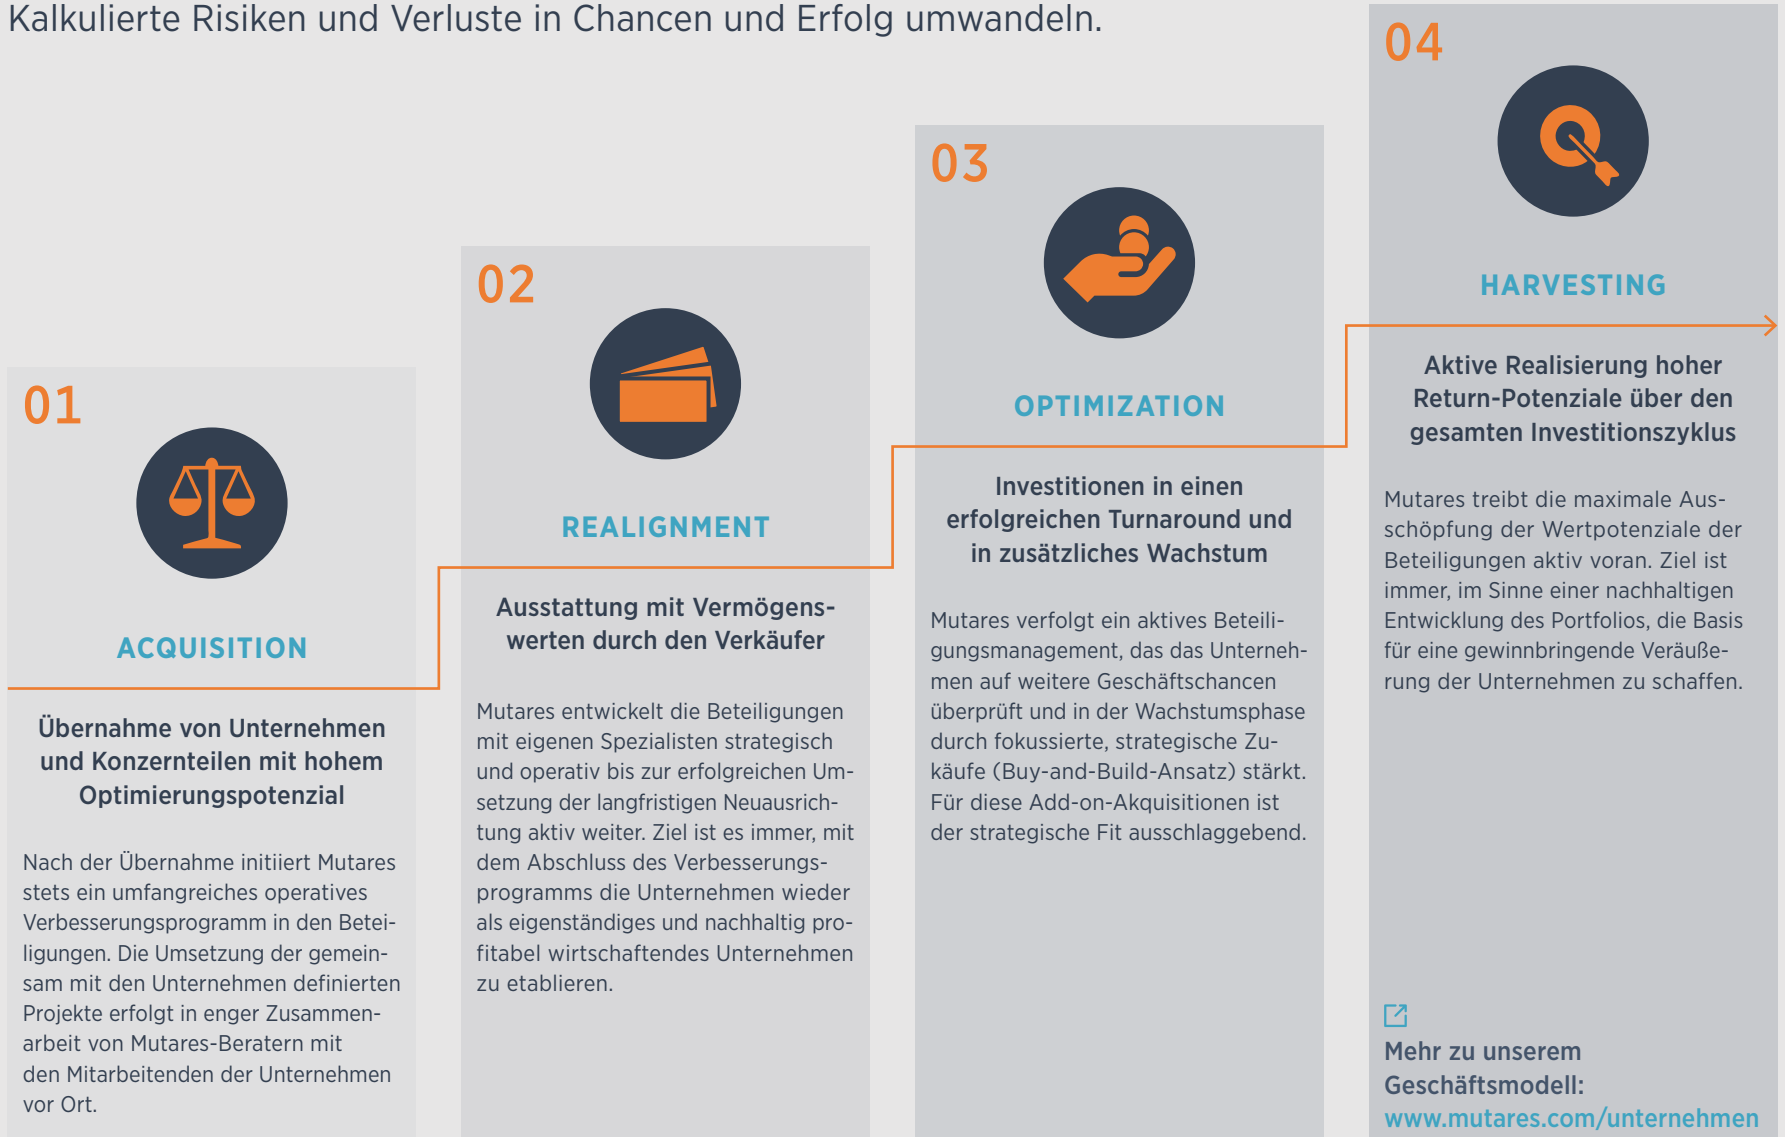 Kalkulierte Risiken und Verluste in Chancen und Erfolg umwandeln.
01
ACQUISITION
Übernahme von Unternehmen
und Konzernteilen mit hohem
Optimierungspotenzial
Nach der Übernahme initiiert Mutares
stets ein umfangreiches operatives
Verbesserungsprogramm in den Betei-
ligungen. Die Umsetzung der gemein-
sam mit den Unternehmen definierten
Projekte erfolgt in enger Zusammen-
arbeit von Mutares-Beratern mit
den Mitarbeitenden der Unternehmen
vor Ort.
02
REALIGNMENT
Ausstattung mit Vermögens-
werten durch den Verkäufer
Mutares entwickelt die Beteiligungen
mit eigenen Spezialisten strategisch
und operativ bis zur erfolgreichen Um-
setzung der langfristigen Neuausrich-
tung aktiv weiter. Ziel ist es immer, mit
dem Abschluss des Verbesserungs-
programms die Unternehmen wieder
als eigenständiges und nachhaltig pro-
fitabel wirtschaftendes Unternehmen
zu etablieren.
03
OPTIMIZATION
Investitionen in einen
erfolgreichen Turnaround und
in zusätzliches Wachstum
Mutares verfolgt ein aktives Beteili-
gungsmanagement, das das Unterneh-
men auf weitere Geschäftschancen
überprüft und in der Wachstumsphase
durch fokussierte, strategische Zu-
käufe (Buy-and-Build-Ansatz) stärkt.
Für diese Add-on-Akquisitionen ist
der strategische Fit ausschlaggebend.
04
HARVESTING
Aktive Realisierung hoher
Return-Potenziale über den
gesamten Investitionszyklus
Mutares treibt die maximale Aus-
schöpfung der Wertpotenziale der
Beteiligungen aktiv voran. Ziel ist
immer, im Sinne einer nachhaltigen
Entwicklung des Portfolios, die Basis
für eine gewinnbringende Veräuße-
rung der Unternehmen zu schaffen.
Mehr zu unserem
Geschäftsmodell:
www.mutares.com/unternehmen